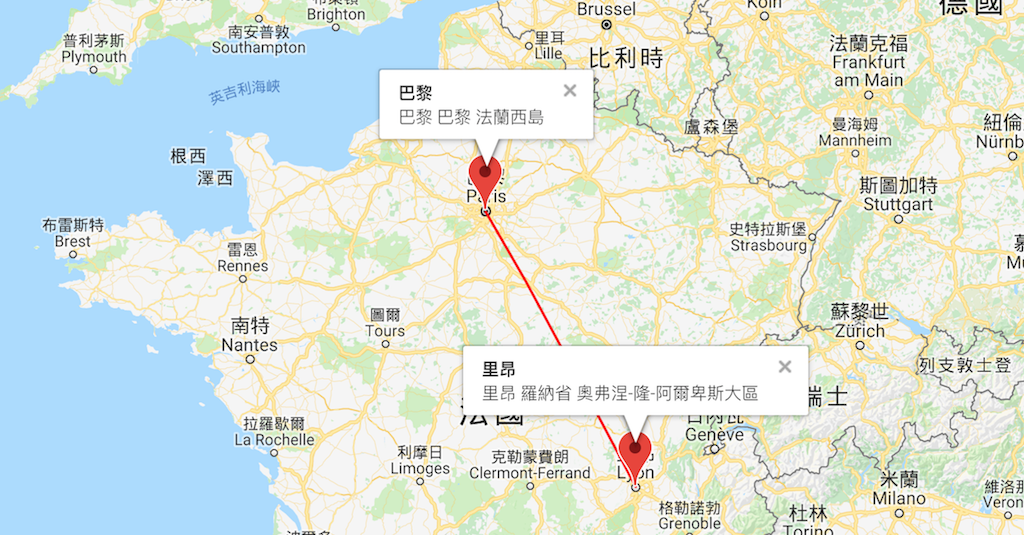 Brighton
Brussel
Köln
德國
普利茅斯
Plymouth
南安普敦
Southampton
里耳
Lille
比利時
法蘭克福
Frankfurt
am Main
英吉利海峽
巴黎
巴黎 巴黎 法蘭西島
盧森堡
曼海姆
Mannheim
紐倫
Nürnb
根西
澤西
Paris
斯圖加特
Stuttgart
布雷斯特
Brest
雷恩
Rennes
史特拉斯堡
Strasbourg
圖爾
Tours
南特
Nantes
蘇黎世
Zürich
里昂
里昂 羅納省 奧弗涅-隆-阿爾卑斯大區
列支敦士登
瑞士
法國
拉羅歇爾
La Rochelle
日內瓦
Genève
利摩日
Limoges
克勒蒙費朗
Clermont-Ferrand
Lyon
米蘭
Milano
維洛那
Verona
格勒諾勃
Grenoble
杜林
Torino